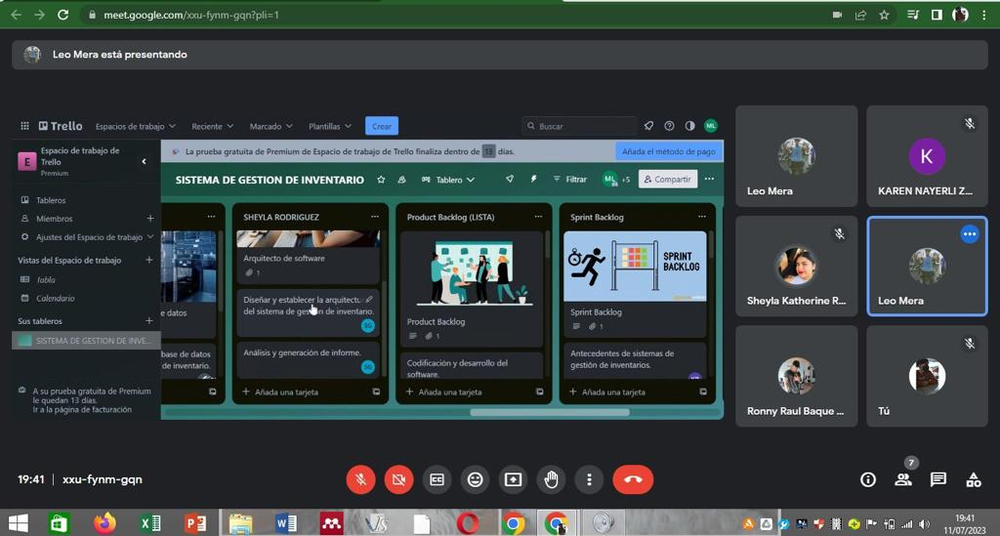 meet.google.com/xxu-fynm-gqn?pli=1
Leo Mera está presentando
Trello
Espacios de trabajo
Reciente
Marcado
Plantillas
Crear
Buscar
ML
E
Espacio de trabajo de
Trello
Premium
Tableros
Miembros
Ajustes del Espacio de trabajo
Vistas del Espacio de trabajo
Tabla
Calendario
Sus tableros
SISTEMA DE GESTION DE INVE...
A su prueba gratuita de Premium
le quedan 13 días.
Ir a la página de facturación
La prueba gratuita de Premium de Espacio de trabajo de Trello finaliza dentro de 13 días.
Añada el método de pago
SISTEMA DE GESTION DE INVENTARIO
Tablero
Filtrar
ML
+5
Compartir
e datos
base de datos
de inventario.
SHEYLA RODRIGUEZ
Arquitecto de software
1
Diseñar y establecer la arquitectu
del sistema de gestión de inventario.
SG
Análisis y generación de informe.
SG
Añada una tarjeta
Product Backlog (LISTA)
Product Backlog
1
Codificación y desarrollo del
software.
Añada una tarjeta
Sprint Backlog
SPRINT
BACKLOG
Sprint Backlog
1
Antecedentes de sistemas de
gestión de inventarios.
Añada una tarjeta
Leo Mera
K
KAREN NAYERLI Z...
Sheyla Katherine R...
Leo Mera
Ronny Raul Baque ...
Tú
19:41 | xxu-fynm-gqn
7
19:41
11/07/2023